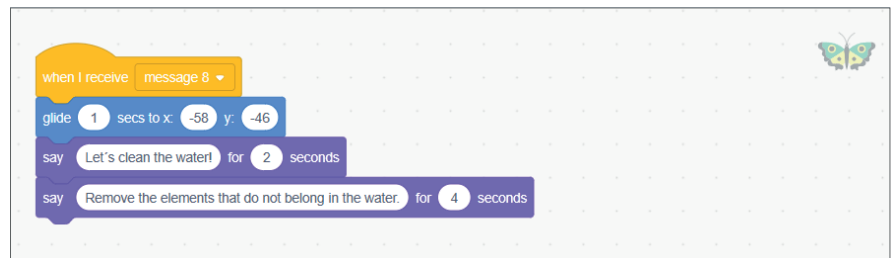 when I receive message 8
glide 1 secs to x: -58 y: -46
say Let´s clean the water! for 2 seconds
say Remove the elements that do not belong in the water. for 4 seconds